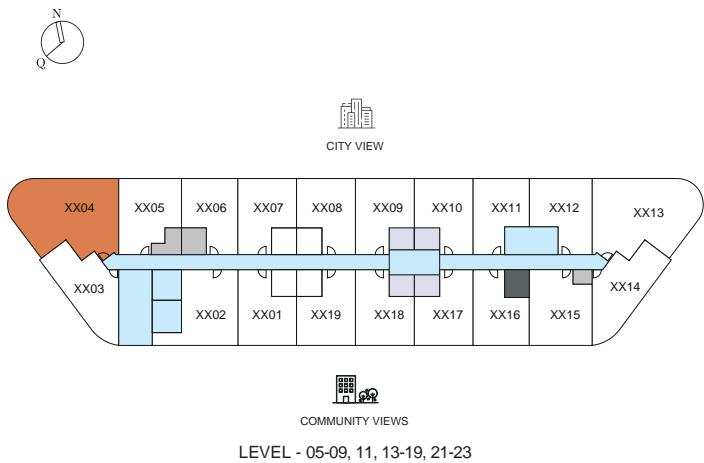 N
Q
CITY VIEW
XX04 XX05 XX06 XX07 XX08 XX09 XX10 XX11 XX12 XX13
XX03 XX14
XX02 XX01 XX19 XX18 XX17 XX16 XX15
COMMUNITY VIEWS
LEVEL - 05-09, 11, 13-19, 21-23